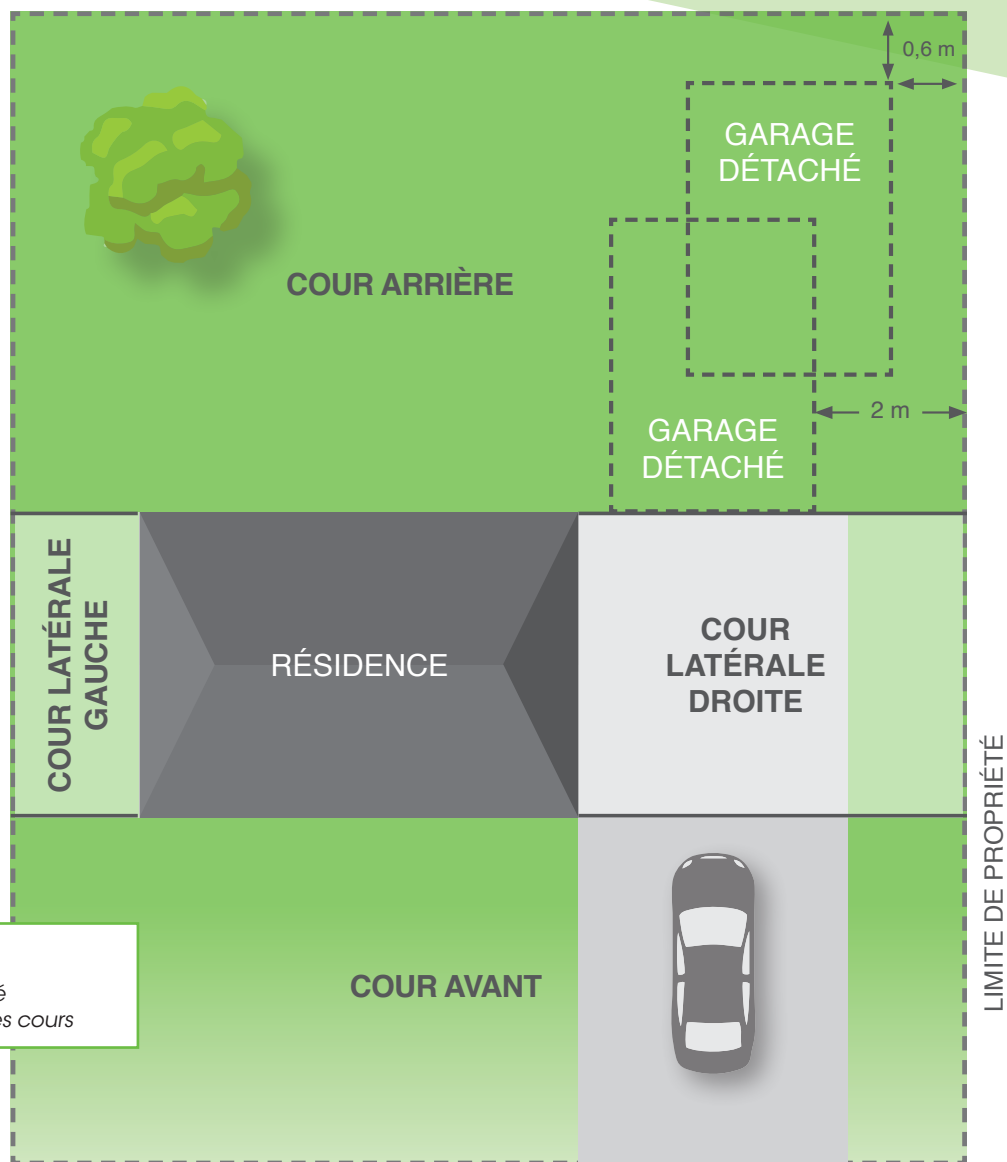 0,6 m
GARAGE
DÉTACHÉ
COUR ARRIÈRE
2 m
GARAGE
DÉTACHÉ
COUR LATÉRALE
GAUCHE
RÉSIDENCE
COUR
LATÉRALE
DROITE
LIMITE DE PROPRIÉTÉ
COUR AVANT
cours